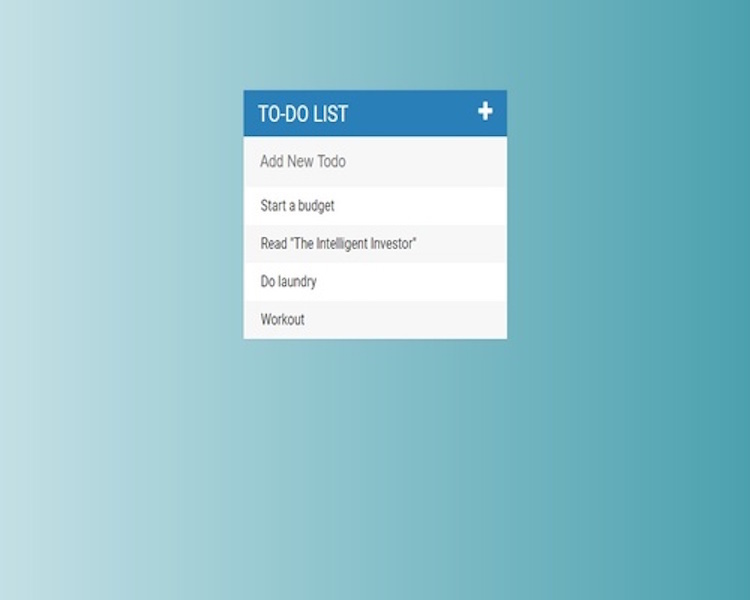 TO-DO LIST
Add New Todo
Start a budget
Read "The Intelligent Investor"
Do laundry
Workout